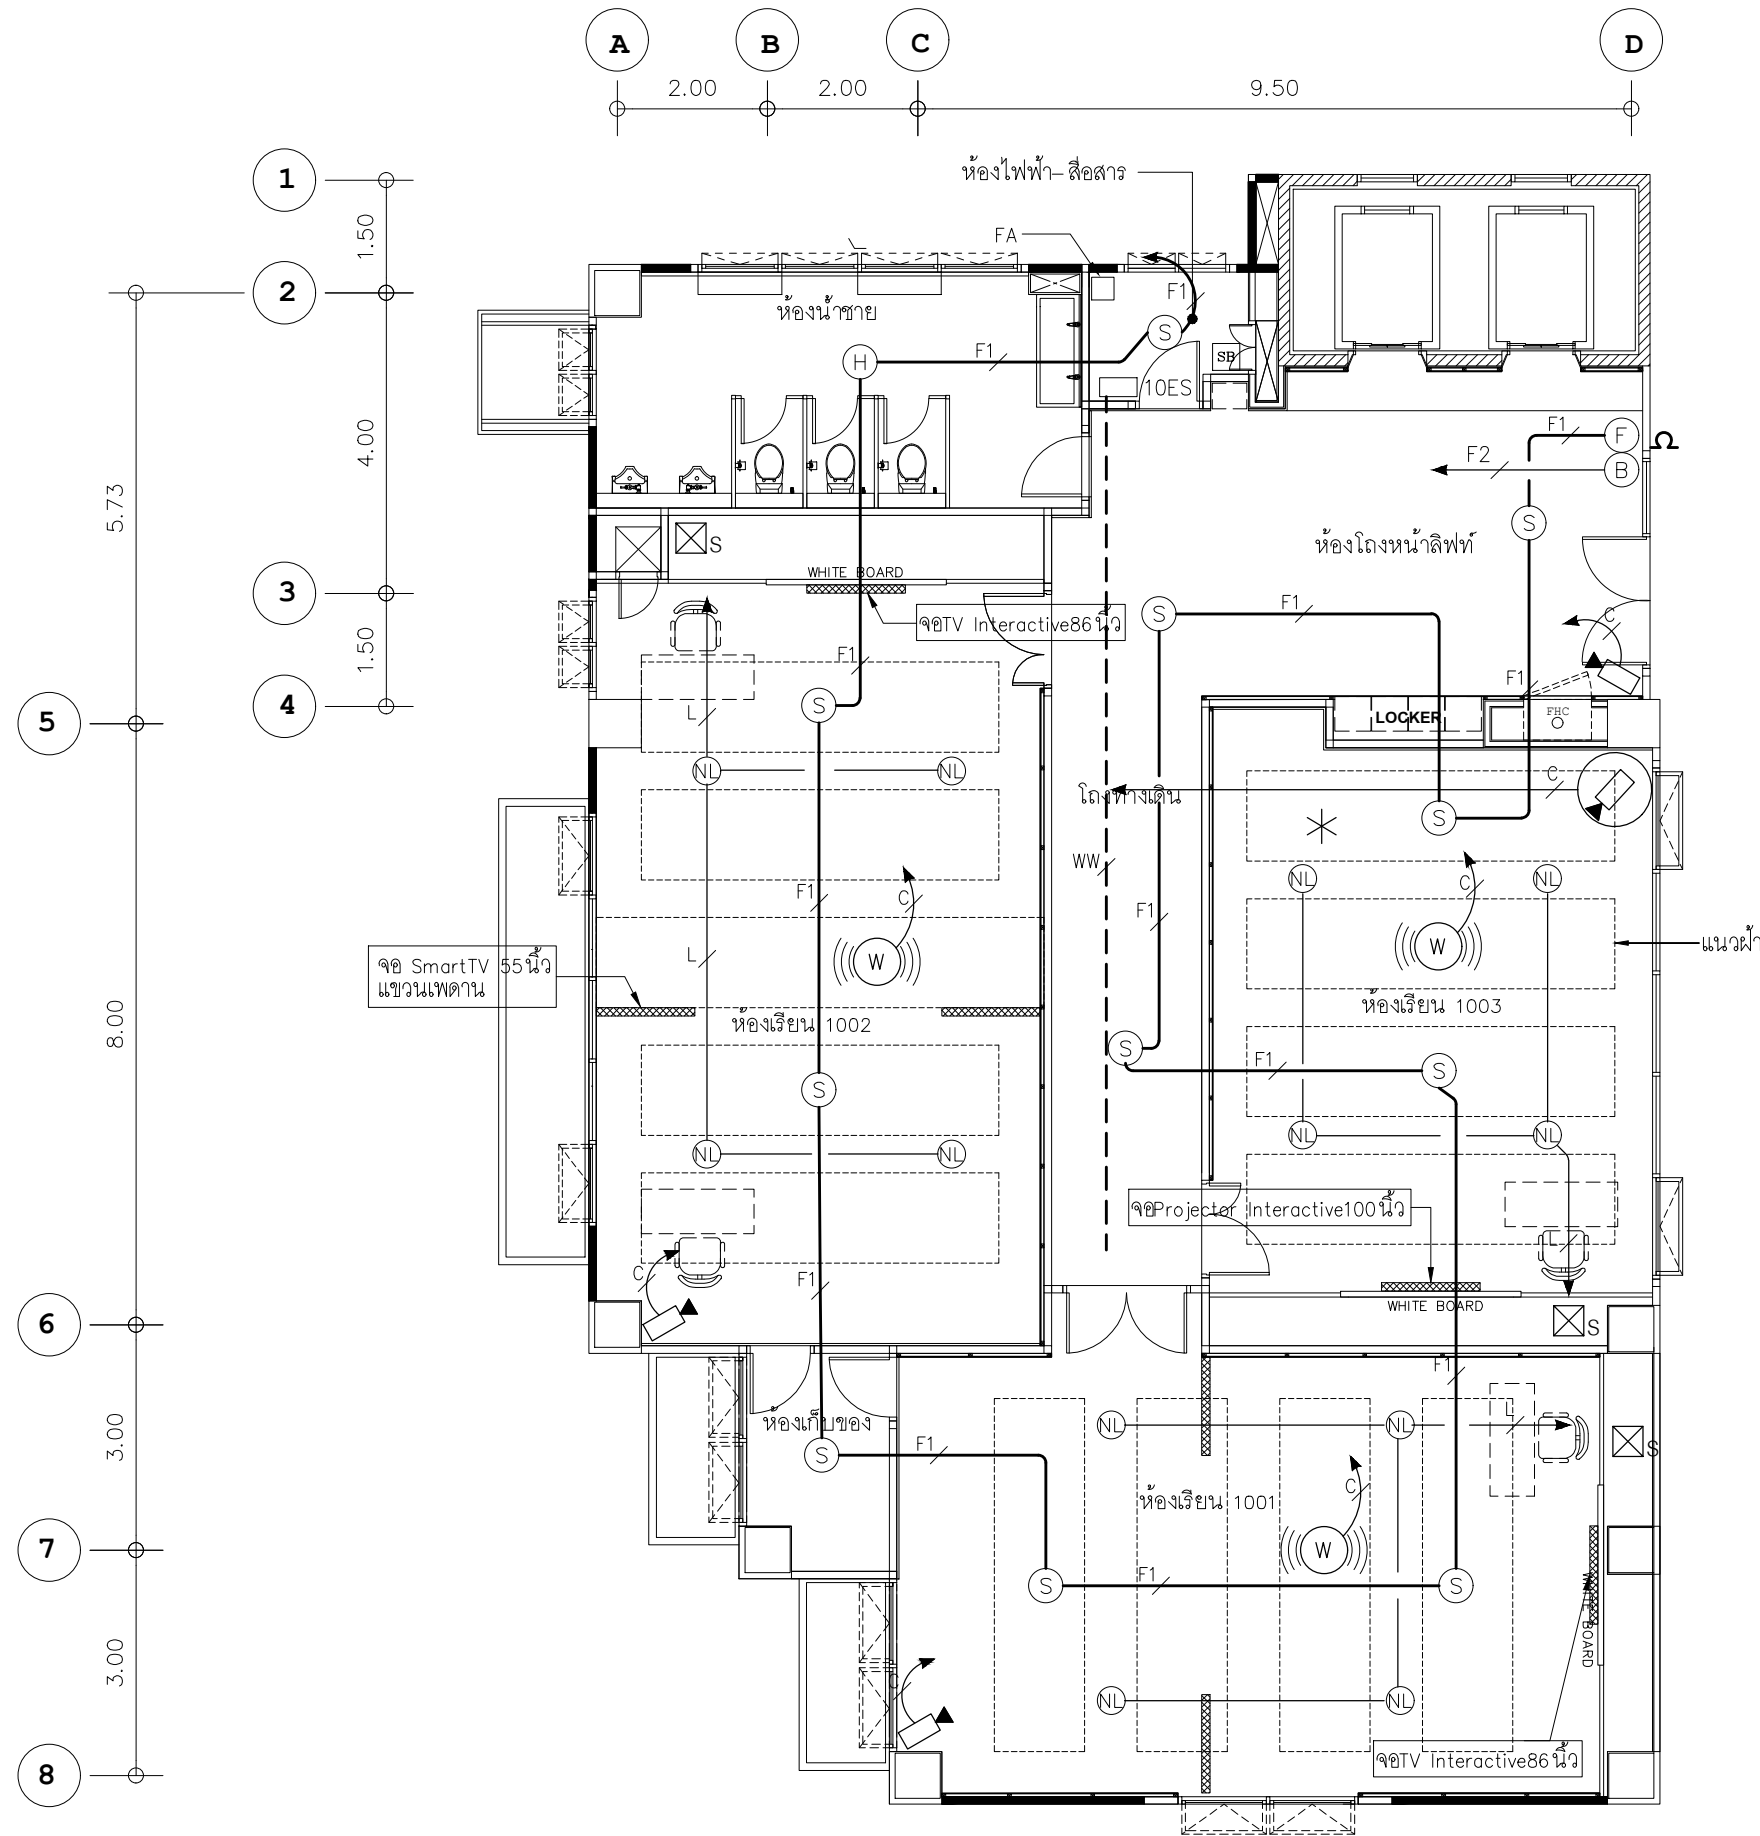 A
B
C
D
2.00
2.00
9.50
1
ห้องไฟฟ้า-สื่อสาร
1.50
FA
2
F1
ห้องน้ำชาย
S
F1
SB
H
10ES
4.00
F1
F
Ω
F2
B
5.73
S
S
ห้องโถงหน้าลิฟท์
WHITE BOARD
3
F1
C
จอTV Interactive86นิ้ว
S
1.50
F1
F1
4
S
L
LOCKER
FHC
5
NL
NL
C
โถงทางเดิน
S
WW
NL
NL
C
F1
C
F1
แนวฝ้า
W
W
L
จอ SmartTV 55นิ้ว
แขวนเพดาน
ห้องเรียน 1003
ห้องเรียน 1002
8.00
S
F1
S
S
NL
NL
NL
NL
จอProjector Interactive100นิ้ว
L
C
F1
WHITE BOARD
6
S
F1
L
ห้องเก็บของ
NL
NL
3.00
F1
S
S
C
ห้องเรียน 1001
7
W
F1
S
S
WHITE BOARD
3.00
C
NL
NL
จอTV Interactive86นิ้ว
8